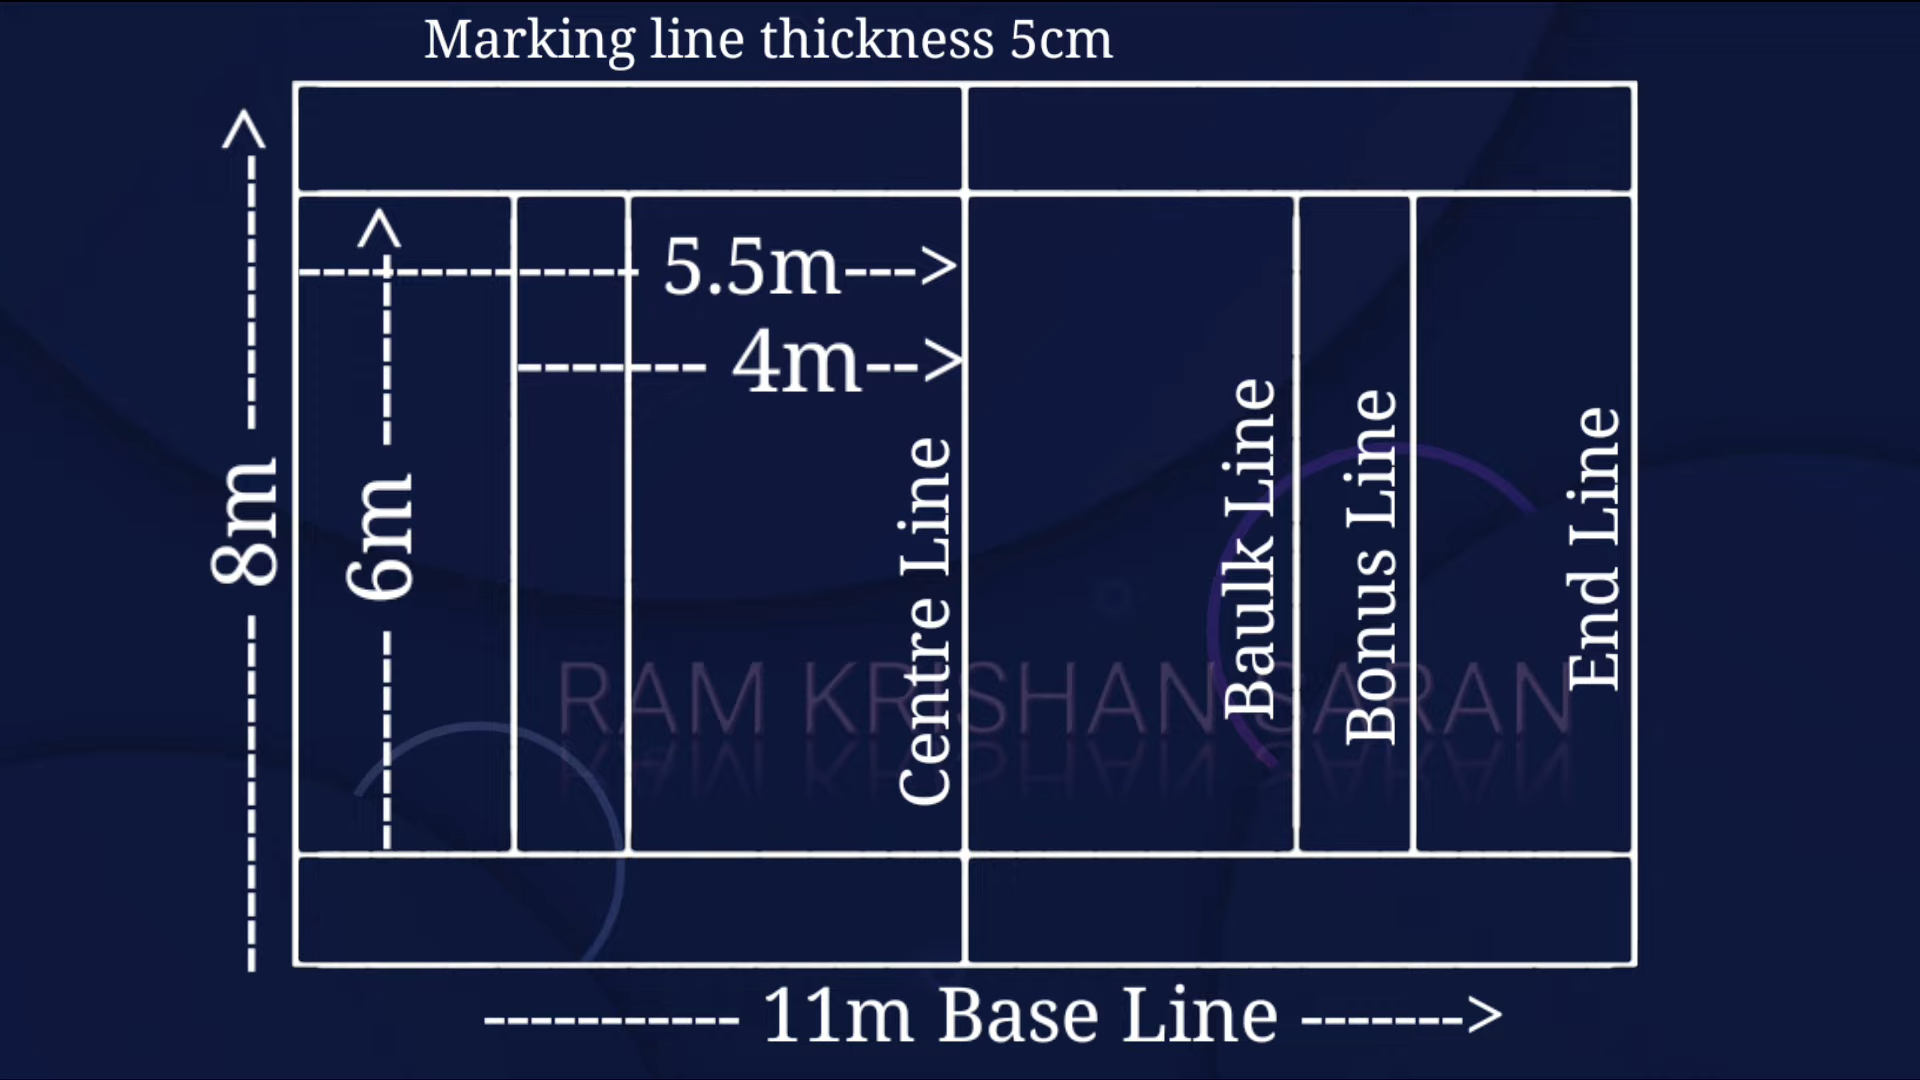 Marking line thickness 5cm
5.5m
4m
8m
6m
Centre Line
Baulk Line
Bonus Line
End Line
RAM KRISHAN SARAN
11m Base Line